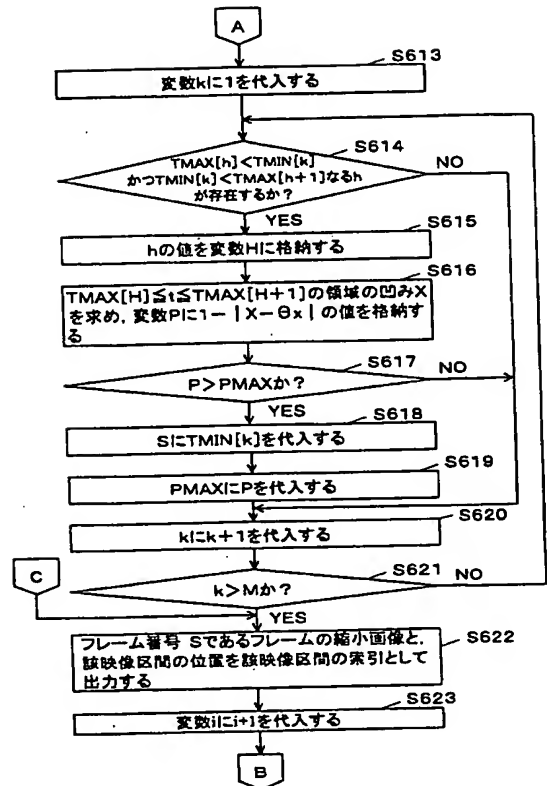 A
S613
変数kに1を代入する
S614
TMAX[h]<TMIN[k]
かつTMIN[k]<TMAX[h+1]なるh
が存在するか?
NO
YES
S615
hの値を変数Hに格納する
S616
TMAX[H]≦t≦TMAX[H+1]の領域の凹みX
を求め,変数Pに1-|X-Θx|の値を格納す
る
S617
P>PMAXか?
NO
YES
S618
SにTMIN[k]を代入する
S619
PMAXにPを代入する
S620
kにk+1を代入する
C
S621
k>Mか?
NO
YES
フレーム番号 Sであるフレームの縮小画像と,
該映像区間の位置を該映像区間の索引として
出力する
S622
S623
変数iにi+1を代入する
B